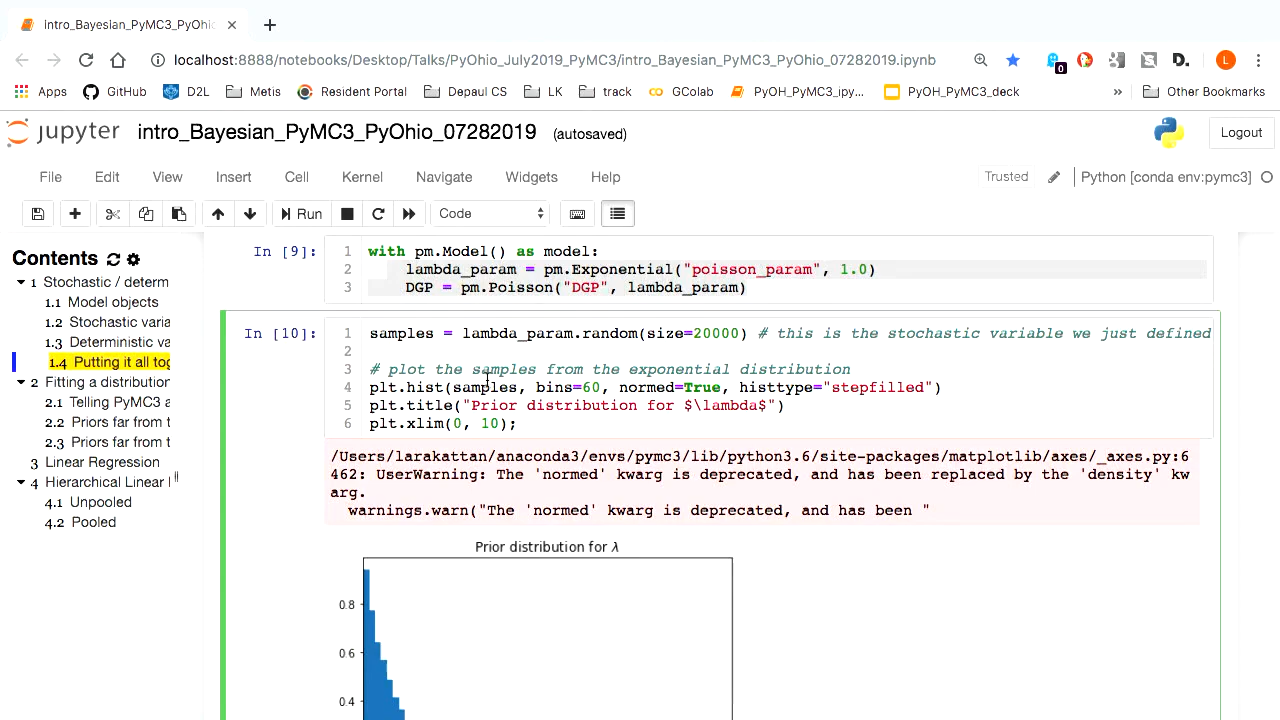 intro_Bayesian_PyMC3_PyOhi
localhost:8888/notebooks/Desktop/Talks/PyOhio_July2019_PyMC3/intro_Bayesian_PyMC3_PyOhio_07282019.ipynb
0
D.
L
Apps GitHub D2L Metis Resident Portal Depaul CS LK track GColab PyOH_PyMC3_ipy... PyOH_PyMC3_deck » Other Bookmarks
jupyter intro_Bayesian_PyMC3_PyOhio_07282019 (autosaved) Logout
File Edit View Insert Cell Kernel Navigate Widgets Help Trusted Python [conda env:pymc3]
Run Code
Contents
1 Stochastic / determ
1.1 Model objects
1.2 Stochastic varia
1.3 Deterministic va
1.4 Putting it all tog
2 Fitting a distribution
2.1 Telling PyMC3 a
2.2 Priors far from t
2.3 Priors far from t
3 Linear Regression
4 Hierarchical Linear
4.1 Unpooled
4.2 Pooled
In [9]:
1 with pm.Model() as model:
2 lambda_param = pm.Exponential("poisson_param", 1.0)
3 DGP = pm.Poisson("DGP", lambda_param)
In [10]:
1 samples = lambda_param.random(size=20000) # this is the stochastic variable we just defined
2
3 # plot the samples from the exponential distribution
4 plt.hist(samples, bins=60, normed=True, histtype="stepfilled")
5 plt.title("Prior distribution for $\lambda$")
6 plt.xlim(0, 10);
/Users/larakattan/anaconda3/envs/pymc3/lib/python3.6/site-packages/matplotlib/axes/_axes.py:6
462: UserWarning: The 'normed' kwarg is deprecated, and has been replaced by the 'density' kw
arg.
warnings.warn("The 'normed' kwarg is deprecated, and has been "
Prior distribution for λ
0.8
0.6
0.4